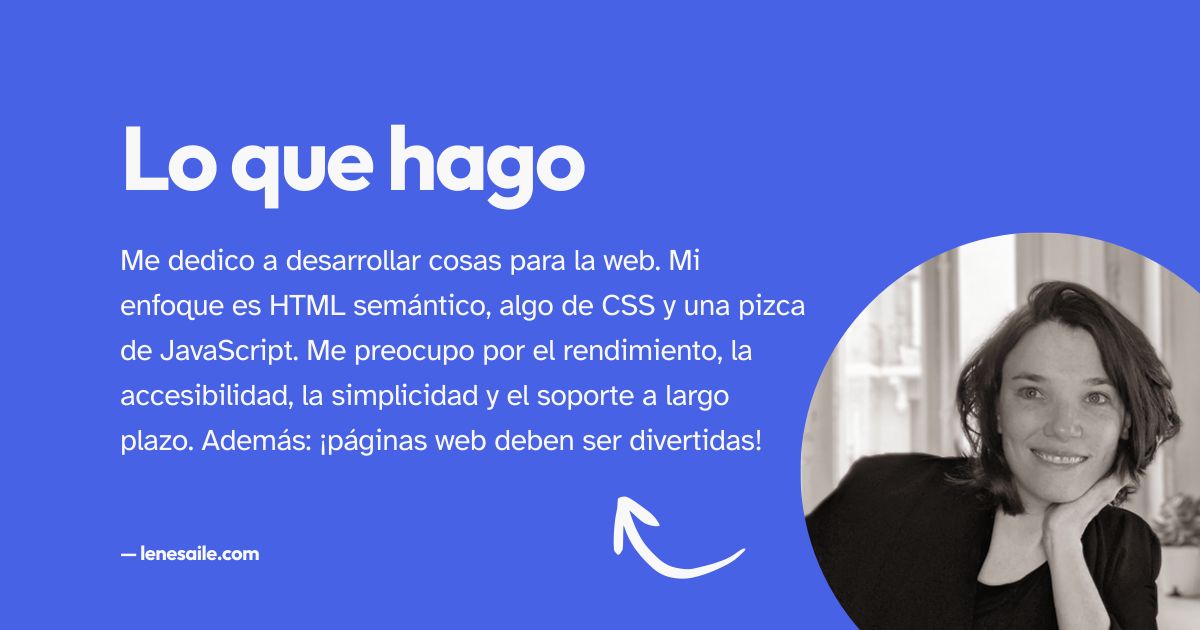 Lo que hago
Me dedico a desarrollar cosas para la web. Mi
enfoque es HTML semántico, algo de CSS y una pizca
de JavaScript. Me preocupo por el rendimiento, la
accesibilidad, la simplicidad y el soporte a largo
plazo. Además: ¡páginas web deben ser divertidas!
— lenesaile.com